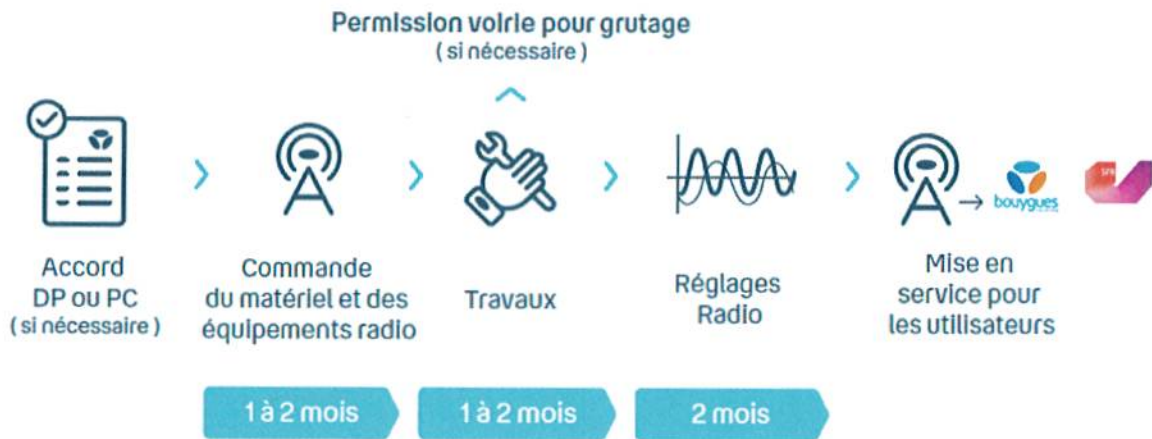 Permission voirie pour grutage
( si nécessaire )
Accord
DP ou PC
( si nécessaire )
Commande
du matériel et des
équipements radio
Travaux
Réglages
Radio
bouygues
SFR
Mise en
service pour
les utilisateurs
1 à 2 mois
1 à 2 mois
2 mois